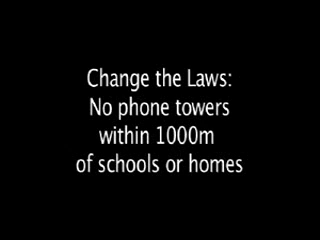 Change the Laws:
No phone towers
within 1000m
of schools or homes